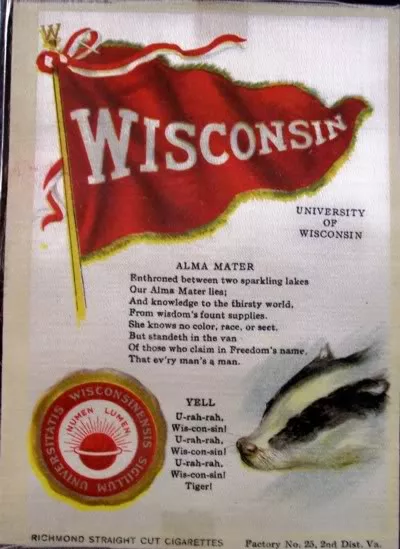 W
WISCONSIN
UNIVERSITY
OF
WISCONSIN
ALMA MATER
Enthroned between two sparkling lakes
Our Alma Mater lies;
And knowledge to the thirsty world,
From wisdom's fount supplies.
She knows no color, race, or sect,
But standeth in the van
Of those who claim in Freedom's name,
That ev'ry man's a man.
UNIVERSITATIS WISCONSINENSIS SIGILLUM
NUMEN LUMEN
YELL
U-rah-rah,
Wis-con-sin!
U-rah-rah,
Wis-con-sin!
U-rah-rah,
Wis-con-sin!
Tiger!
RICHMOND STRAIGHT CUT CIGARETTES
Factory No. 25, 2nd Dist. Va.